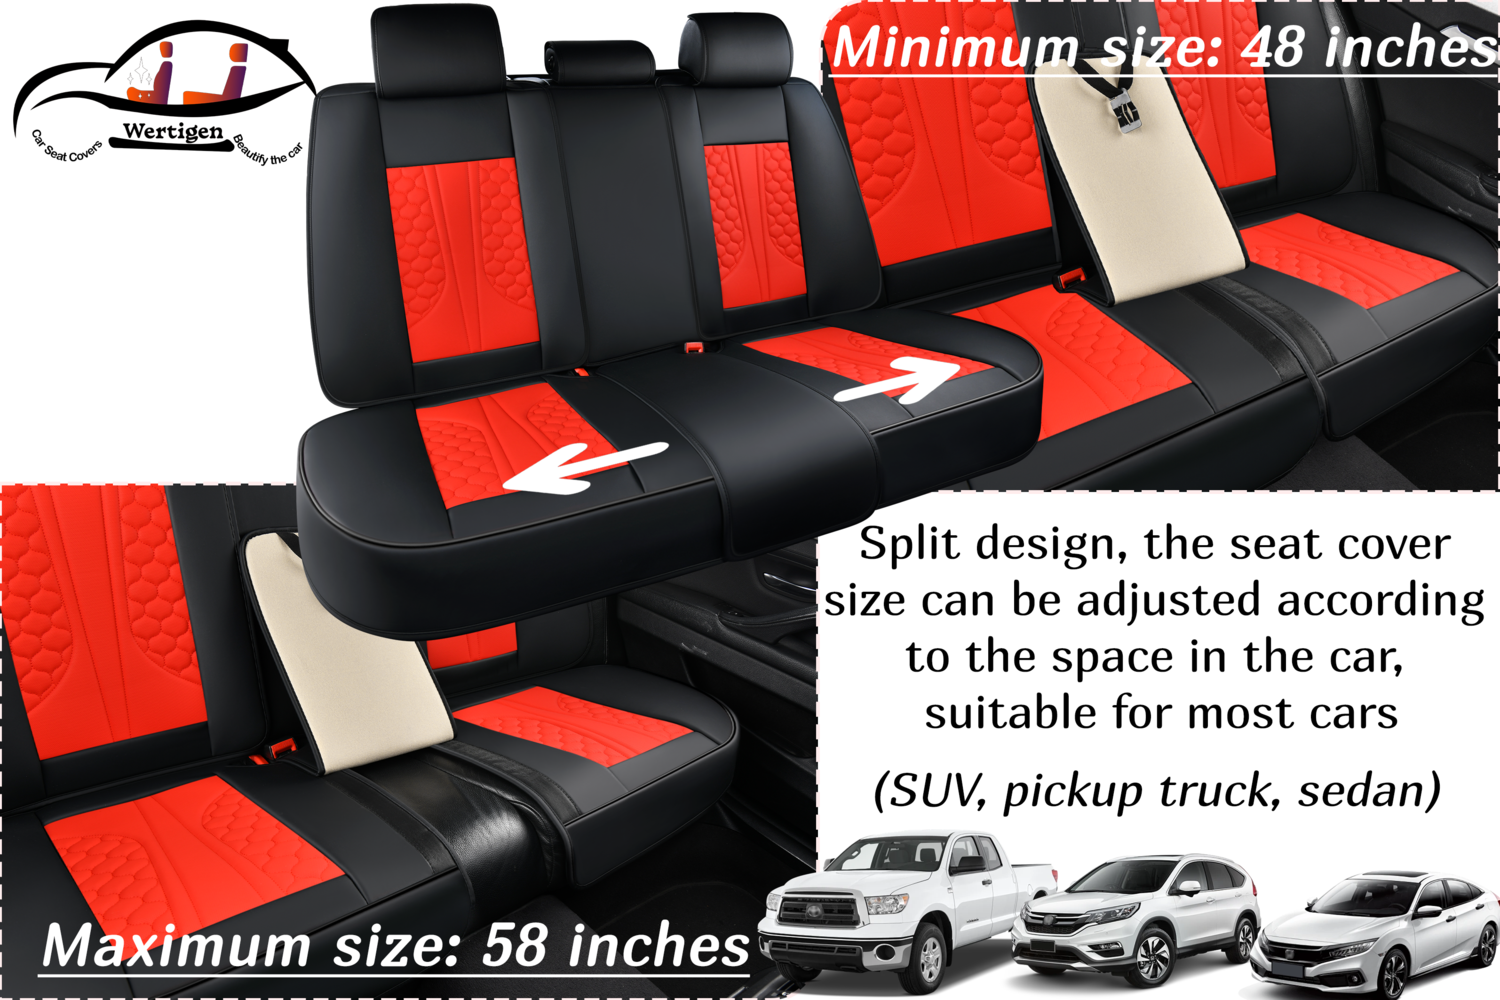 Minimum size: 48 inches
Wertigen
Car Seat Covers
Beautify the car
Split design, the seat cover
size can be adjusted according
to the space in the car,
suitable for most cars
(SUV, pickup truck, sedan)
Maximum size: 58 inches